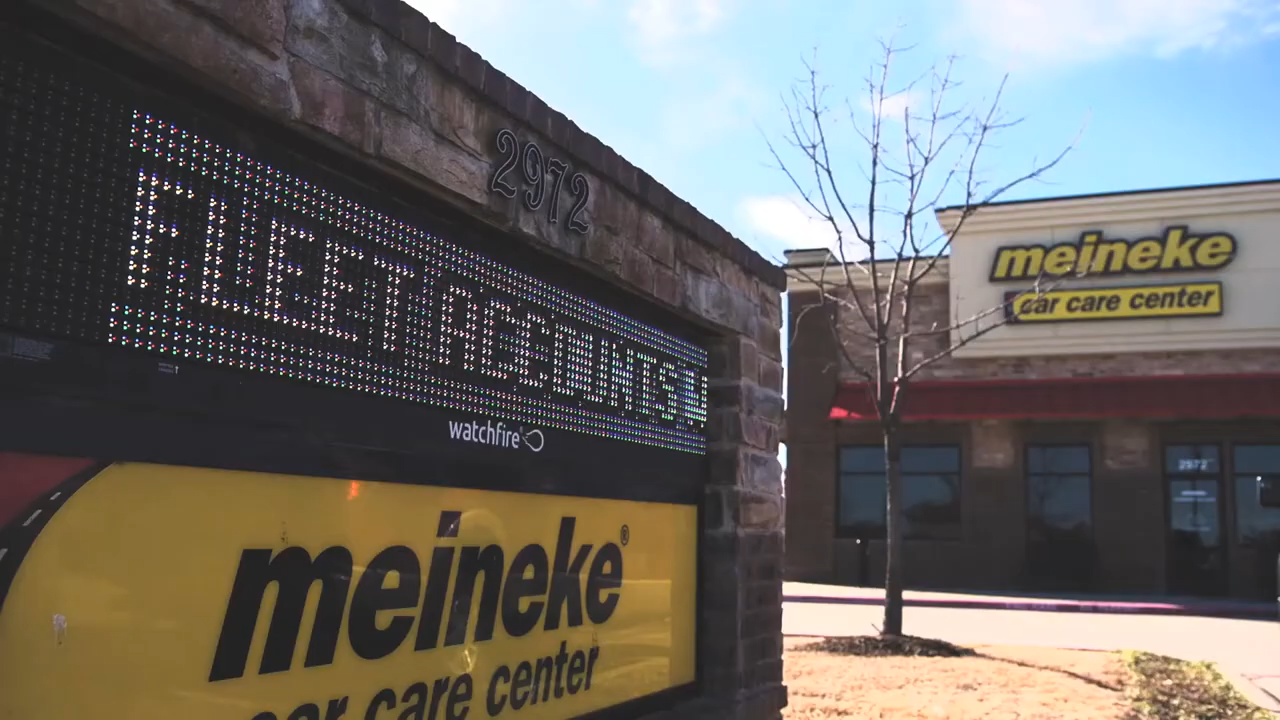 2972
FLEET ACCOUNTS
watchfire
meineke®
car care center
meineke
car care center
2972